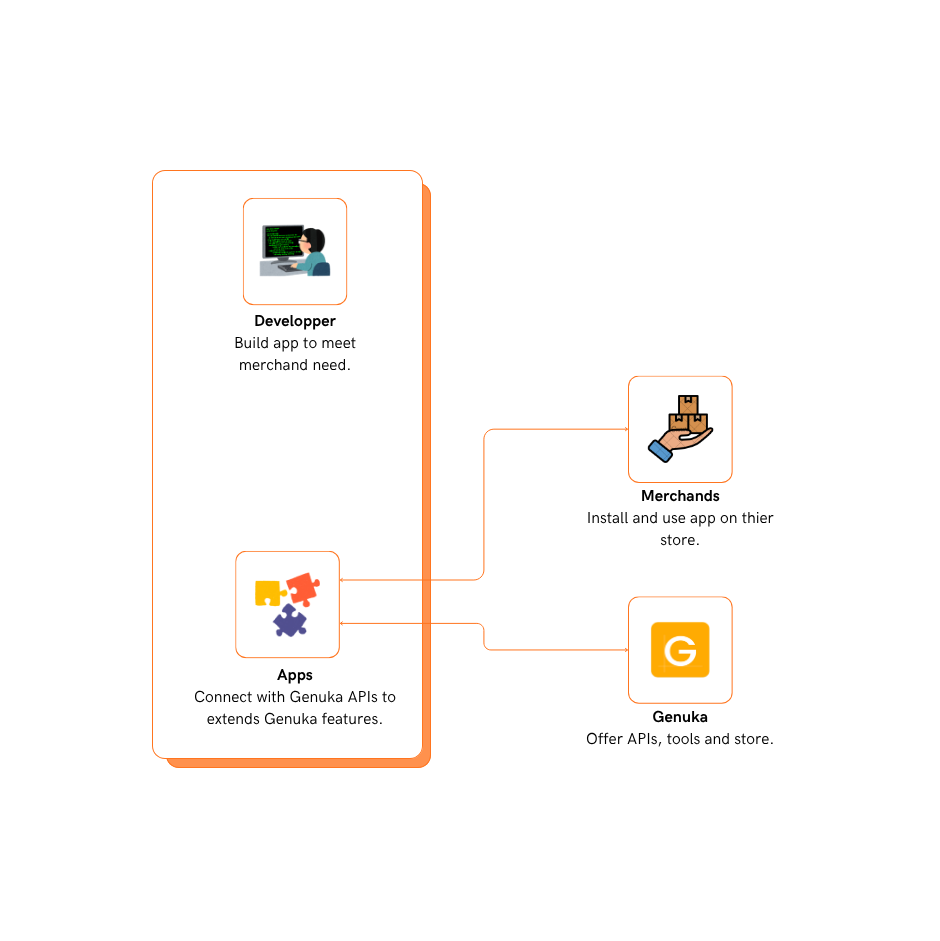 Developper
Build app to meet
merchand need.
Merchands
Install and use app on thier
store.
Apps
Connect with Genuka APIs to
extends Genuka features.
G
Genuka
Offer APIs, tools and store.